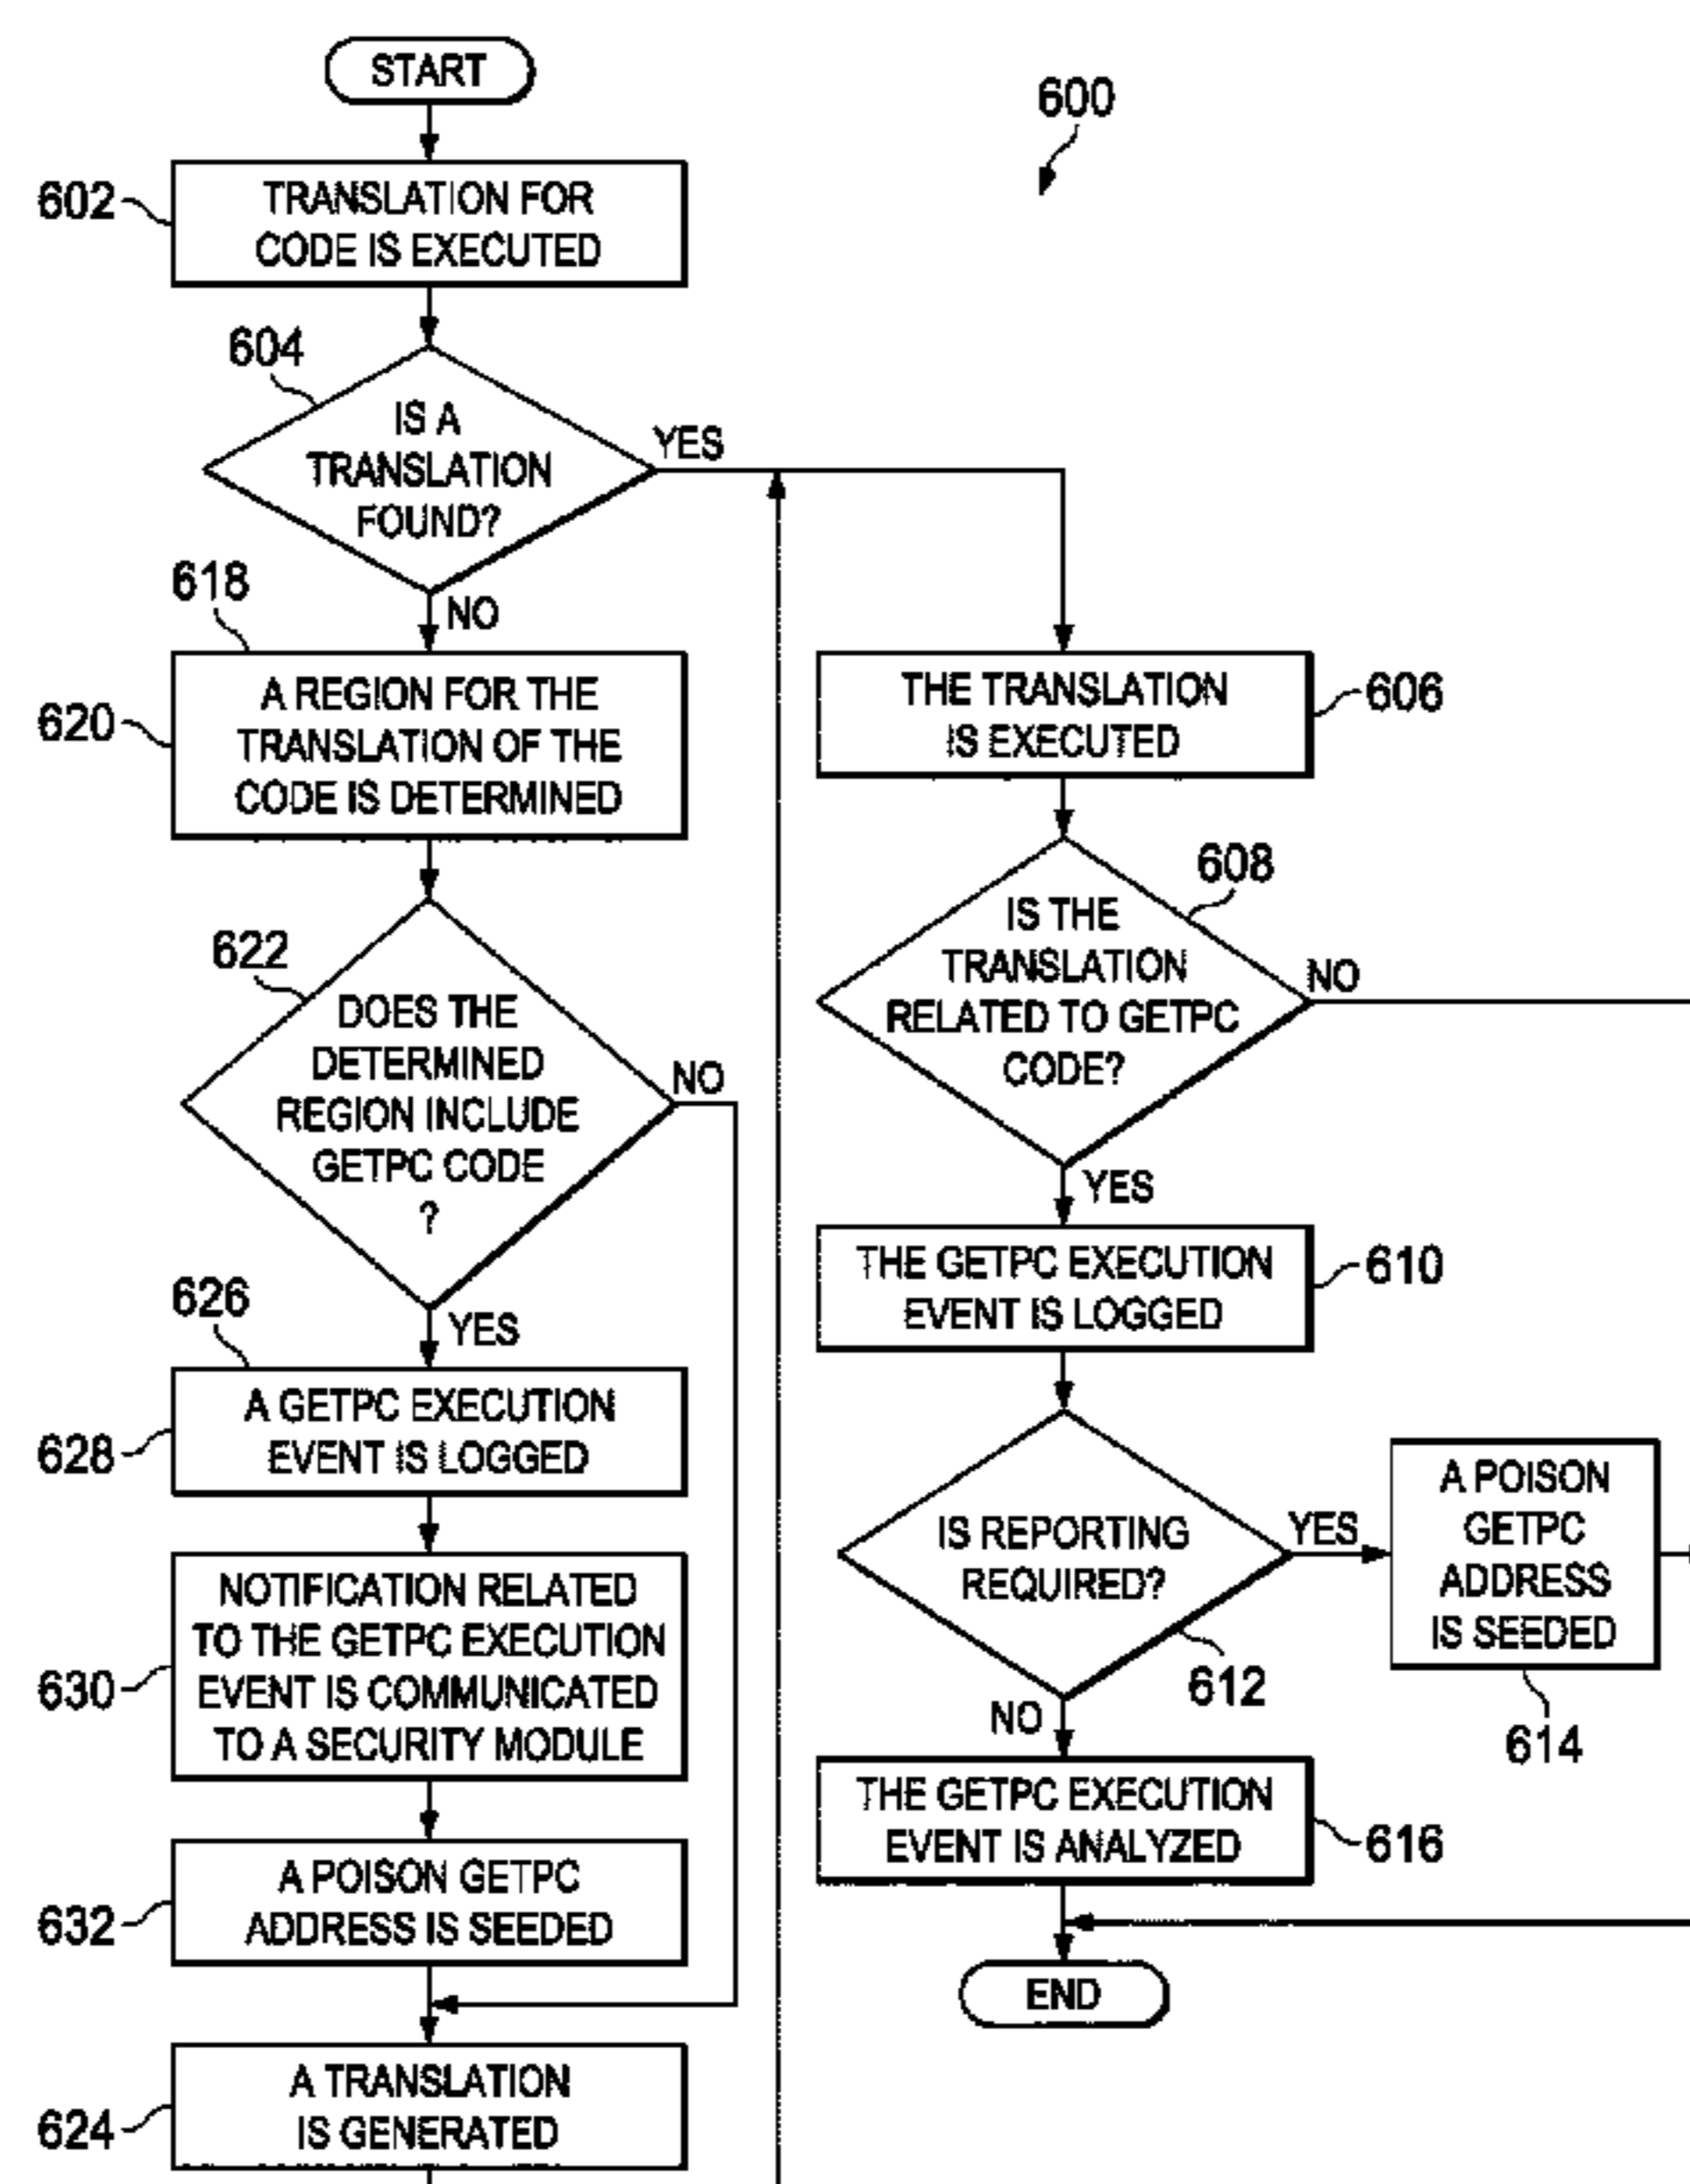 START
600
602
TRANSLATION FOR
CODE IS EXECUTED
604
IS A
TRANSLATION
FOUND?
YES
NO
618
620
A REGION FOR THE
TRANSLATION OF THE
CODE IS DETERMINED
622
DOES THE
DETERMINED
REGION INCLUDE
GETPC CODE
?
NO
YES
626
628
A GETPC EXECUTION
EVENT IS LOGGED
630
NOTIFICATION RELATED
TO THE GETPC EXECUTION
EVENT IS COMMUNICATED
TO A SECURITY MODULE
632
A POISON GETPC
ADDRESS IS SEEDED
624
A TRANSLATION
IS GENERATED
THE TRANSLATION
IS EXECUTED
606
608
IS THE
TRANSLATION
RELATED TO GETPC
CODE?
NO
YES
THE GETPC EXECUTION
EVENT IS LOGGED
610
IS REPORTING
REQUIRED?
YES
612
NO
A POISON
GETPC
ADDRESS
IS SEEDED
614
THE GETPC EXECUTION
EVENT IS ANALYZED
616
END